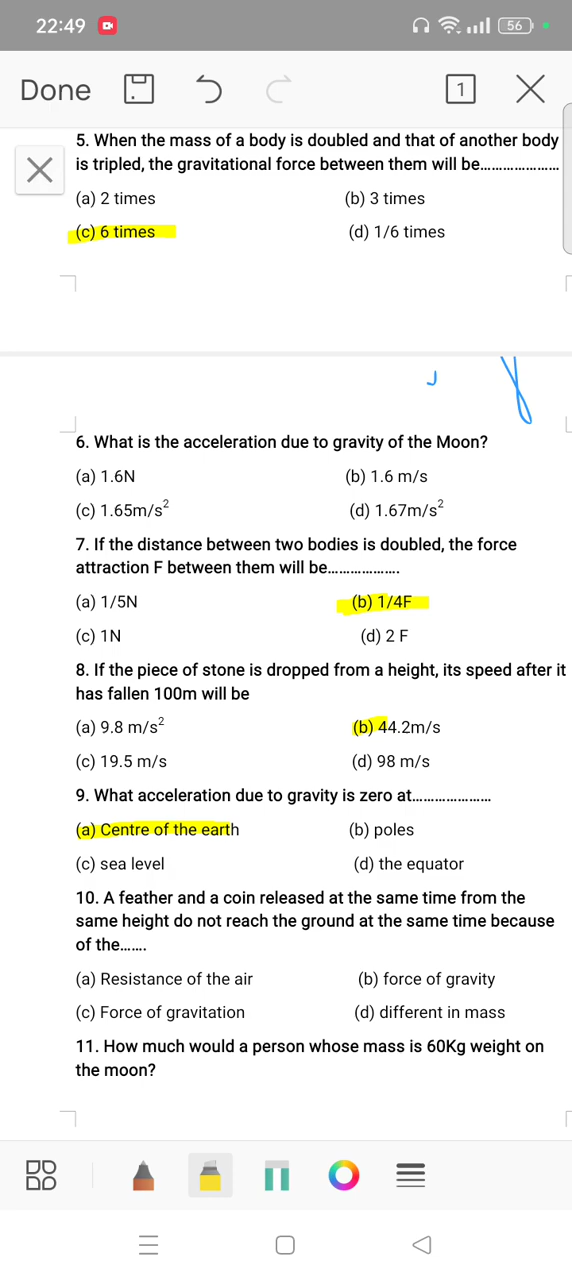 22:49
56
Done
1
5. When the mass of a body is doubled and that of another body
is tripled, the gravitational force between them will be.....................
(a) 2 times (b) 3 times
(c) 6 times (d) 1/6 times
6. What is the acceleration due to gravity of the Moon?
(a) 1.6N (b) 1.6 m/s
(c) 1.65m/s² (d) 1.67m/s²
7. If the distance between two bodies is doubled, the force
attraction F between them will be...................
(a) 1/5N (b) 1/4F
(c) 1N (d) 2 F
8. If the piece of stone is dropped from a height, its speed after it
has fallen 100m will be
(a) 9.8 m/s² (b) 44.2m/s
(c) 19.5 m/s (d) 98 m/s
9. What acceleration due to gravity is zero at.....................
(a) Centre of the earth (b) poles
(c) sea level (d) the equator
10. A feather and a coin released at the same time from the
same height do not reach the ground at the same time because
of the.......
(a) Resistance of the air (b) force of gravity
(c) Force of gravitation (d) different in mass
11. How much would a person whose mass is 60Kg weight on
the moon?